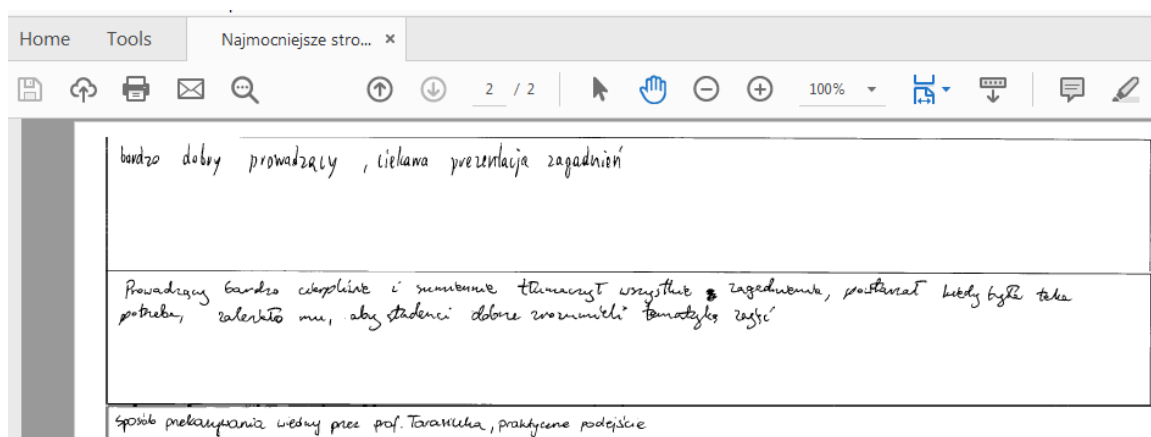 Home Tools Najmocniejsze stro... ×
2 / 2 100%
bardzo dobry prowadzący, ciekawa prezentacja zagadnień
Prowadzący bardzo cierpliwie i sumiennie tłumaczył wszystkie zagadnienia, powtarzał kiedy była taka
potrzeba, zależało mu, aby studenci dobrze zrozumieli tematykę zajęć
sposób przekazywania wiedzy przez prof., praktyczne podejście